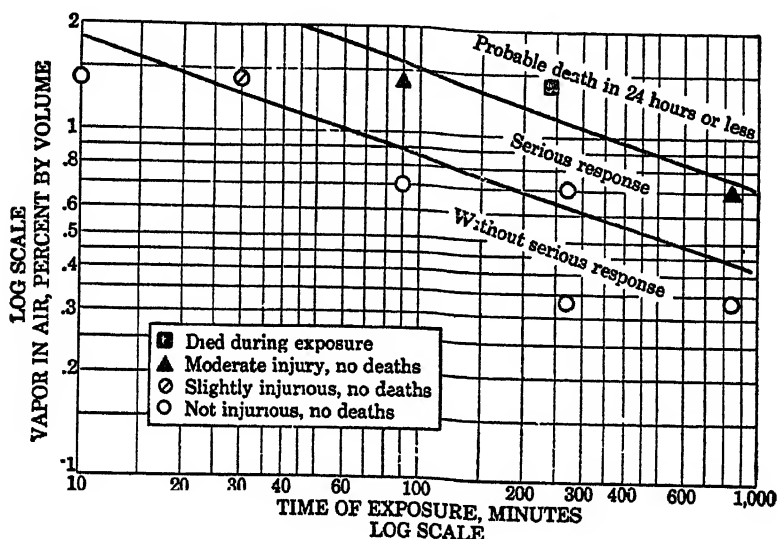 LOG SCALE
VAPOR IN AIR, PERCENT BY VOLUME
2
1
.8
.6
.5
.4
.3
.2
.1
Probable death in 24 hours or less
Serious response
Without serious response
Died during exposure
Moderate injury, no deaths
Slightly injurious, no deaths
Not injurious, no deaths
10 20 30 40 60 100 200 300 400 600 1,000
TIME OF EXPOSURE, MINUTES
LOG SCALE